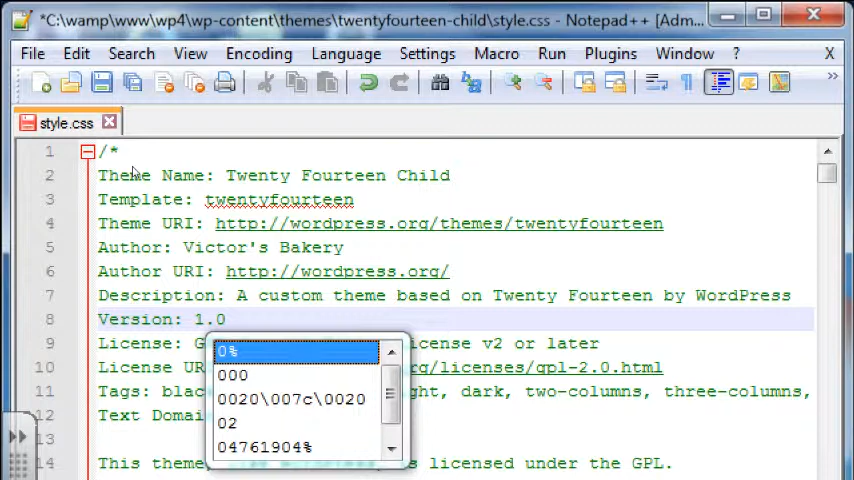 *C:\wamp\www\wp4\wp-content\themes\twentyfourteen-child\style.css - Notepad++ [Adm...
File Edit Search View Encoding Language Settings Macro Run Plugins Window ? X
style.css
1 /*
2 Theme Name: Twenty Fourteen Child
3 Template: twentyfourteen
4 Theme URI: http://wordpress.org/themes/twentyfourteen
5 Author: Victor's Bakery
6 Author URI: http://wordpress.org/
7 Description: A custom theme based on Twenty Fourteen by WordPress
8 Version: 1.0
9 License: G icense v2 or later
10 License UR rg/licenses/gpl-2.0.html
11 Tags: blac ght, dark, two-columns, three-columns,
12 Text Domai
13
14 This theme, is licensed under the GPL.
0%
000
0020\007c\0020
02
04761904%